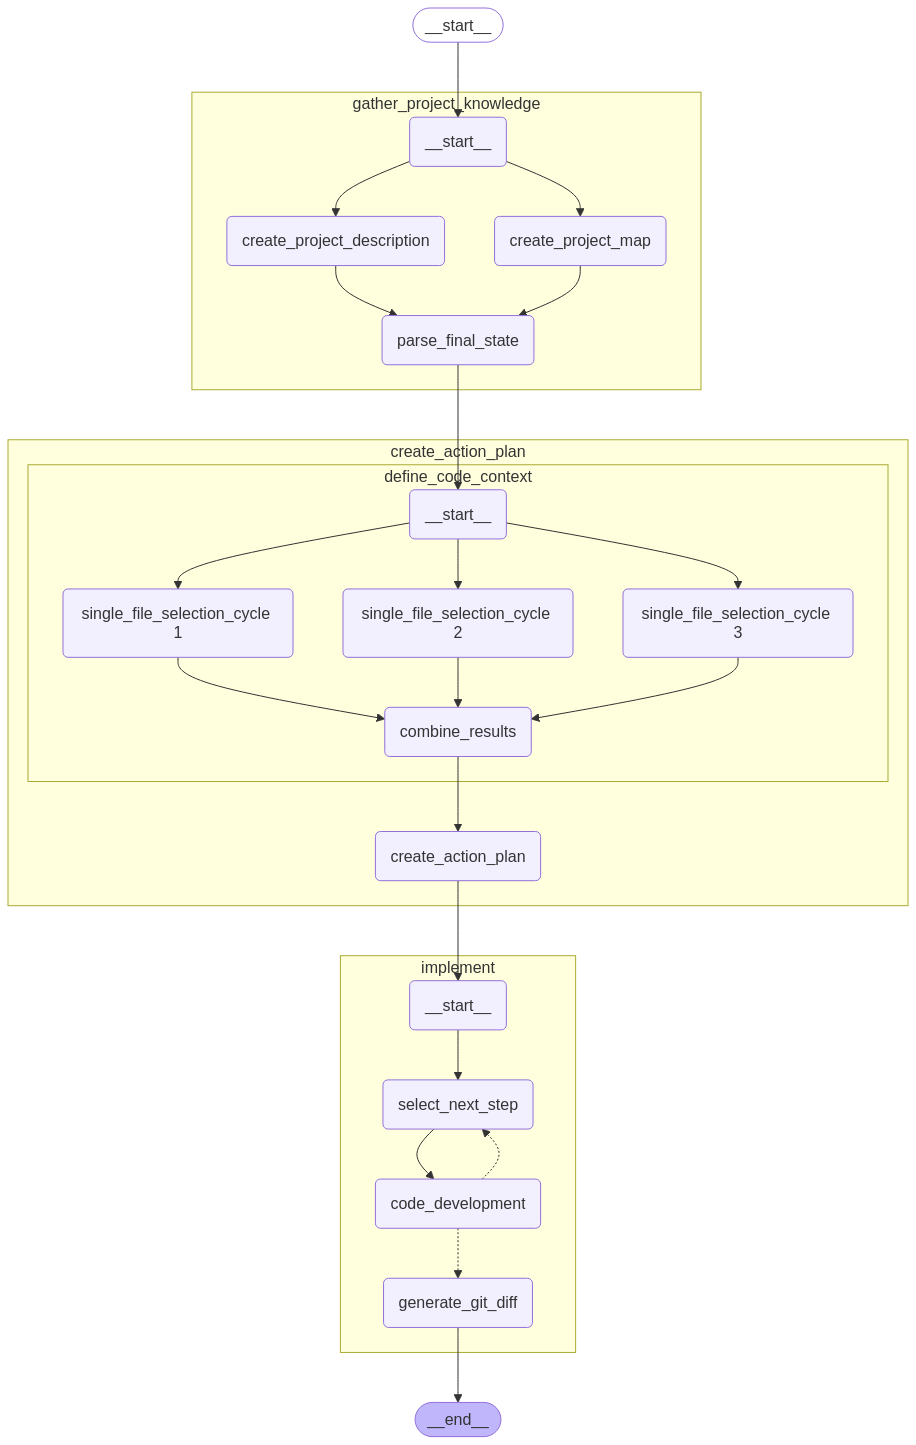 __start__
gather_project_knowledge
__start__
create_project_description
create_project_map
parse_final_state
create_action_plan
define_code_context
__start__
single_file_selection_cycle
1
single_file_selection_cycle
2
single_file_selection_cycle
3
combine_results
create_action_plan
implement
__start__
select_next_step
code_development
generate_git_diff
__end__